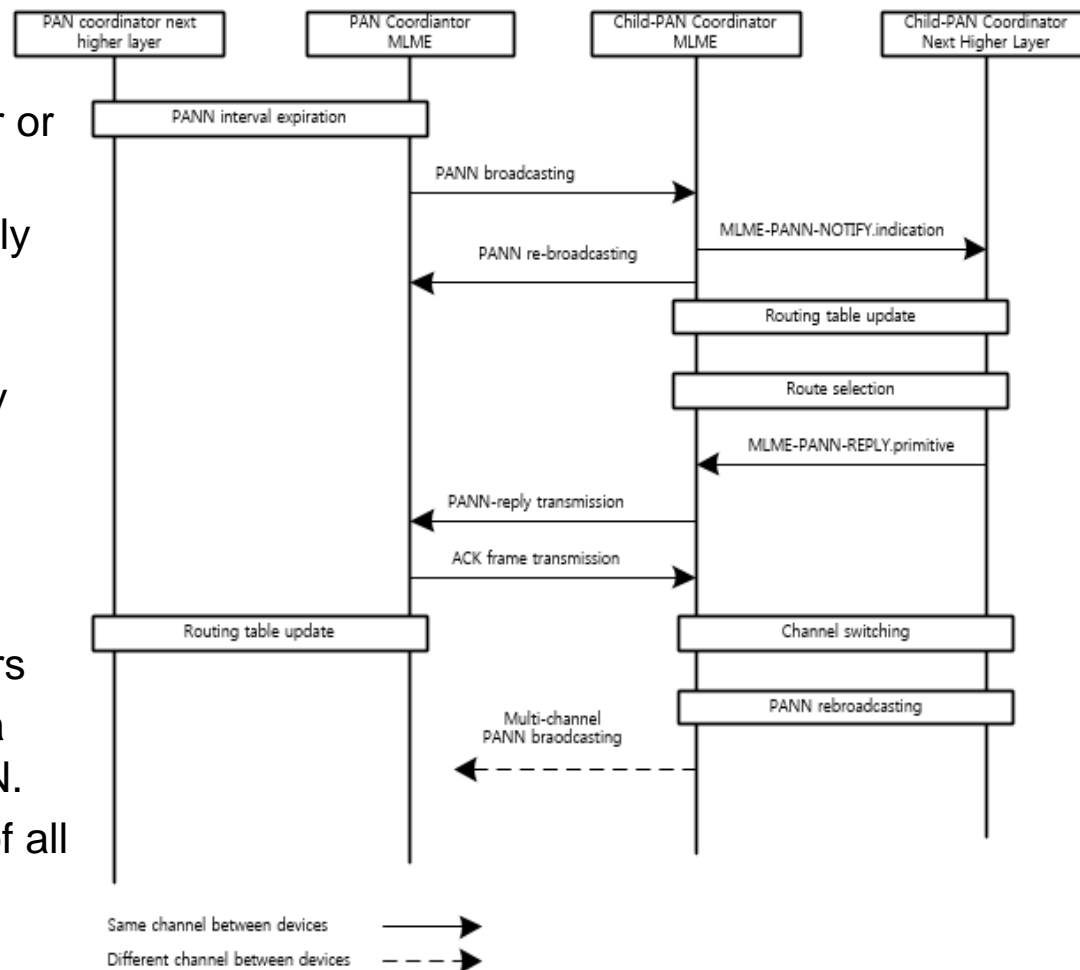 PAN coordinator next
higher layer
PAN Coordiantor
MLME
Child-PAN Coordinator
MLME
Child-PAN Coordinator
Next Higher Layer
or
PANN interval expiration
PANN broadcasting
ly
MLME-PANN-NOTIFY.indication
PANN re-broadcasting
Routing table update
Route selection
y
MLME-PANN-REPLY.primitive
PANN-reply transmission
ACK frame transmission
Routing table update
Channel switching
rs
PANN rebroadcasting
a
Multi-channel
PANN braodcasting
N.
of all
Same channel between devices
Different channel between devices